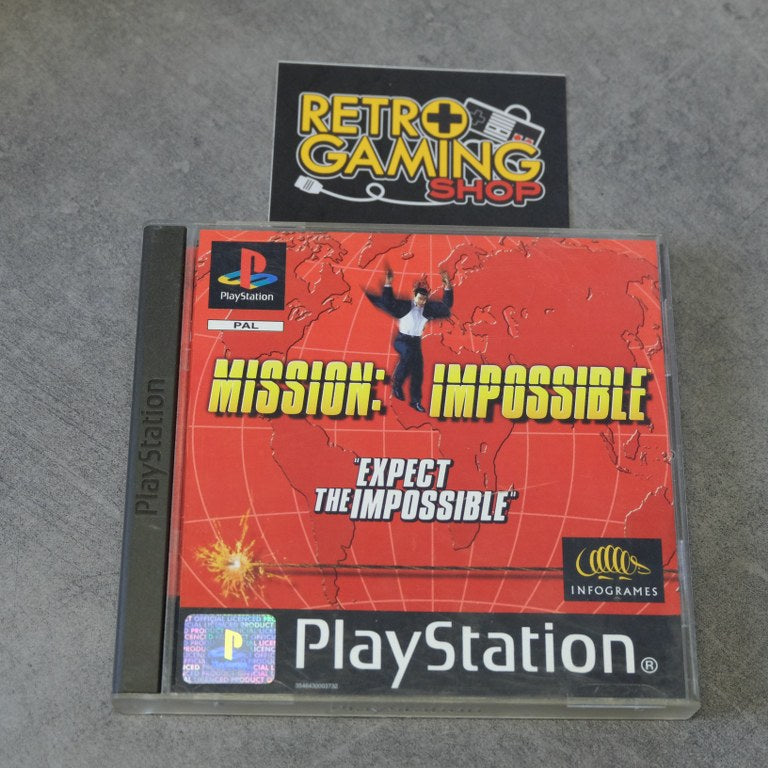 RETRO
GAMING
SHOP
PlayStation
PAL
MISSION: IMPOSSIBLE
"EXPECT
THE IMPOSSIBLE"
INFOGRAMES
PlayStation®
PlayStation